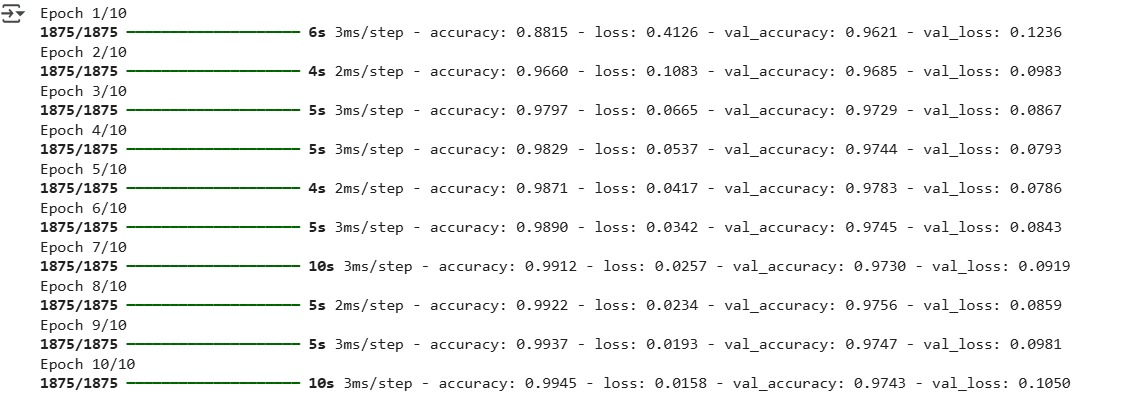 Epoch 1/10
1875/1875 ━━━━━━━━━━━━━━━━━━━━ 6s 3ms/step - accuracy: 0.8815 - loss: 0.4126 - val_accuracy: 0.9621 - val_loss: 0.1236
Epoch 2/10
1875/1875 ━━━━━━━━━━━━━━━━━━━━ 4s 2ms/step - accuracy: 0.9660 - loss: 0.1083 - val_accuracy: 0.9685 - val_loss: 0.0983
Epoch 3/10
1875/1875 ━━━━━━━━━━━━━━━━━━━━ 5s 3ms/step - accuracy: 0.9797 - loss: 0.0665 - val_accuracy: 0.9729 - val_loss: 0.0867
Epoch 4/10
1875/1875 ━━━━━━━━━━━━━━━━━━━━ 5s 3ms/step - accuracy: 0.9829 - loss: 0.0537 - val_accuracy: 0.9744 - val_loss: 0.0793
Epoch 5/10
1875/1875 ━━━━━━━━━━━━━━━━━━━━ 4s 2ms/step - accuracy: 0.9871 - loss: 0.0417 - val_accuracy: 0.9783 - val_loss: 0.0786
Epoch 6/10
1875/1875 ━━━━━━━━━━━━━━━━━━━━ 5s 3ms/step - accuracy: 0.9890 - loss: 0.0342 - val_accuracy: 0.9745 - val_loss: 0.0843
Epoch 7/10
1875/1875 ━━━━━━━━━━━━━━━━━━━━ 10s 3ms/step - accuracy: 0.9912 - loss: 0.0257 - val_accuracy: 0.9730 - val_loss: 0.0919
Epoch 8/10
1875/1875 ━━━━━━━━━━━━━━━━━━━━ 5s 2ms/step - accuracy: 0.9922 - loss: 0.0234 - val_accuracy: 0.9756 - val_loss: 0.0859
Epoch 9/10
1875/1875 ━━━━━━━━━━━━━━━━━━━━ 5s 3ms/step - accuracy: 0.9937 - loss: 0.0193 - val_accuracy: 0.9747 - val_loss: 0.0981
Epoch 10/10
1875/1875 ━━━━━━━━━━━━━━━━━━━━ 10s 3ms/step - accuracy: 0.9945 - loss: 0.0158 - val_accuracy: 0.9743 - val_loss: 0.1050